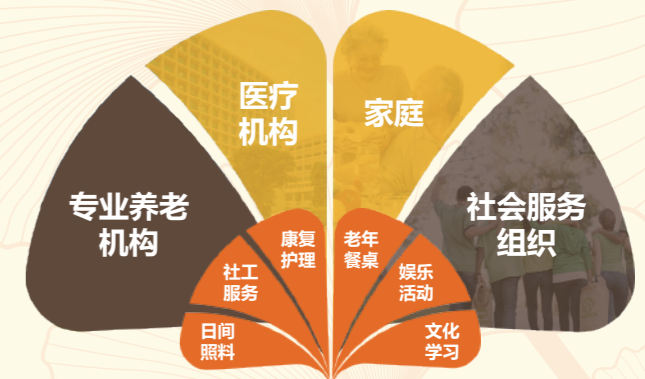 医疗
机构
家庭
专业养老
机构
社会服务
组织
康复
护理
老年
餐桌
社工
服务
娱乐
活动
日间
照料
文化
学习